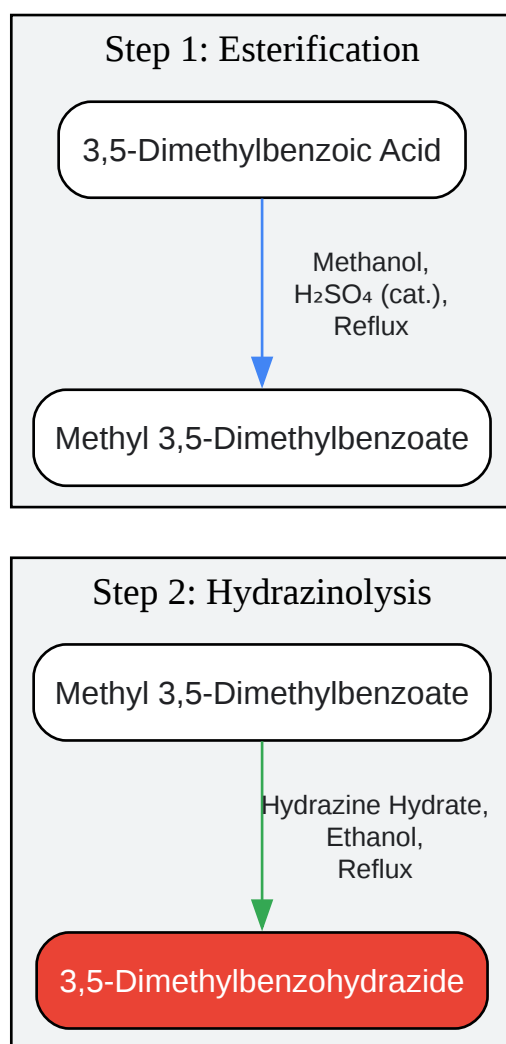 Step 1: Esterification
3,5-Dimethylbenzoic Acid
Methanol,
H₂SO₄ (cat.),
Reflux
Methyl 3,5-Dimethylbenzoate
Step 2: Hydrazinolysis
Methyl 3,5-Dimethylbenzoate
Hydrazine Hydrate,
Ethanol,
Reflux
3,5-Dimethylbenzohydrazide